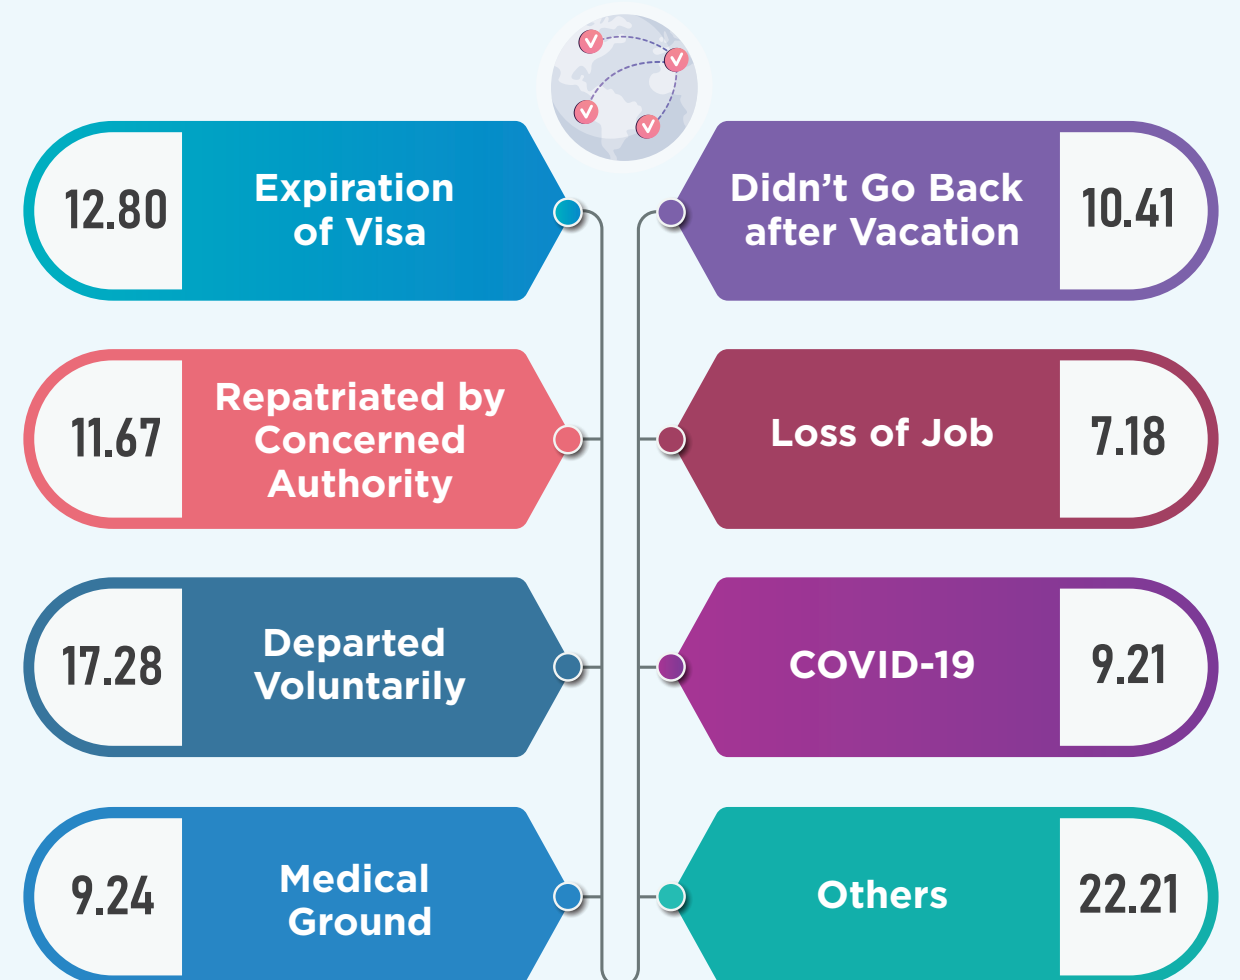 12.80
Expiration
of Visa
Didn't Go Back
after Vacation
10.41
11.67
Repatriated by
Concerned
Authority
Loss of Job
7.18
17.28
Departed
Voluntarily
COVID-19
9.21
9.24
Medical
Ground
Others
22.21